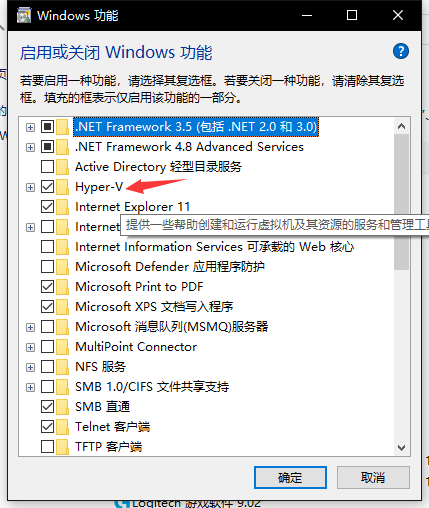 Windows 功能
启用或关闭 Windows 功能
若要启用一种功能，请选择其复选框。若要关闭一种功能，请清除其复选
框。填充的框表示仅启用该功能的一部分。
.NET Framework 3.5 (包括 .NET 2.0 和 3.0)
.NET Framework 4.8 Advanced Services
Active Directory 轻型目录服务
Hyper-V
Internet Explorer 11
Internet
提供一些帮助创建和运行虚拟机及其资源的服务和管理工具
Internet Information Services 可承载的 Web 核心
Microsoft Defender 应用程序防护
Microsoft Print to PDF
Microsoft XPS 文档写入程序
Microsoft 消息队列(MSMQ)服务器
MultiPoint Connector
NFS 服务
SMB 1.0/CIFS 文件共享支持
SMB 直通
Telnet 客户端
TFTP 客户端
确定
取消
Logitech 游戏软件 9.02